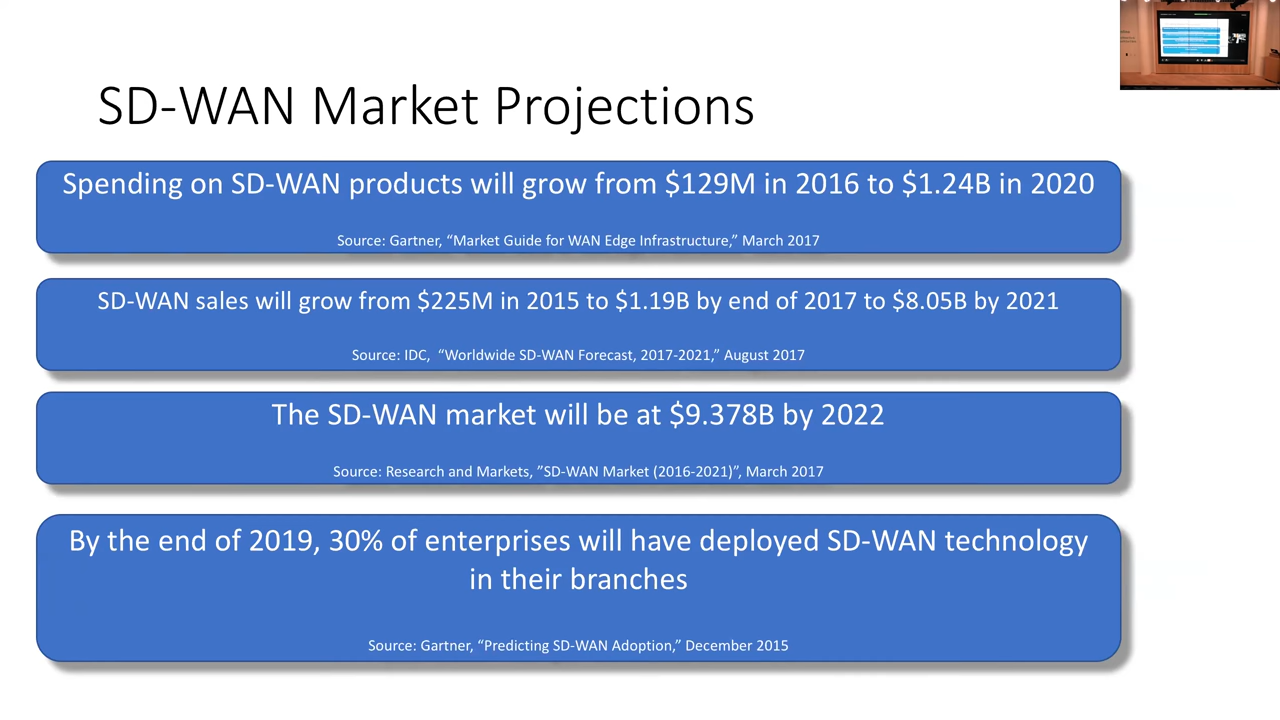 SD-WAN Market Projections
Spending on SD-WAN products will grow from $129M in 2016 to $1.24B in 2020
Source: Gartner, “Market Guide for WAN Edge Infrastructure,” March 2017
SD-WAN sales will grow from $225M in 2015 to $1.19B by end of 2017 to $8.05B by 2021
Source: IDC, “Worldwide SD-WAN Forecast, 2017-2021,” August 2017
The SD-WAN market will be at $9.378B by 2022
Source: Research and Markets, ”SD-WAN Market (2016-2021)”, March 2017
By the end of 2019, 30% of enterprises will have deployed SD-WAN technology
in their branches
Source: Gartner, “Predicting SD-WAN Adoption,” December 2015